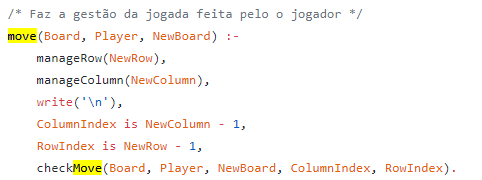 /* Faz a gestão da jogada feita pelo o jogador */
move(Board, Player, NewBoard) :-
    manageRow(NewRow),
    manageColumn(NewColumn),
    write('\n'),
    ColumnIndex is NewColumn - 1,
    RowIndex is NewRow - 1,
    checkMove(Board, Player, NewBoard, ColumnIndex, RowIndex).